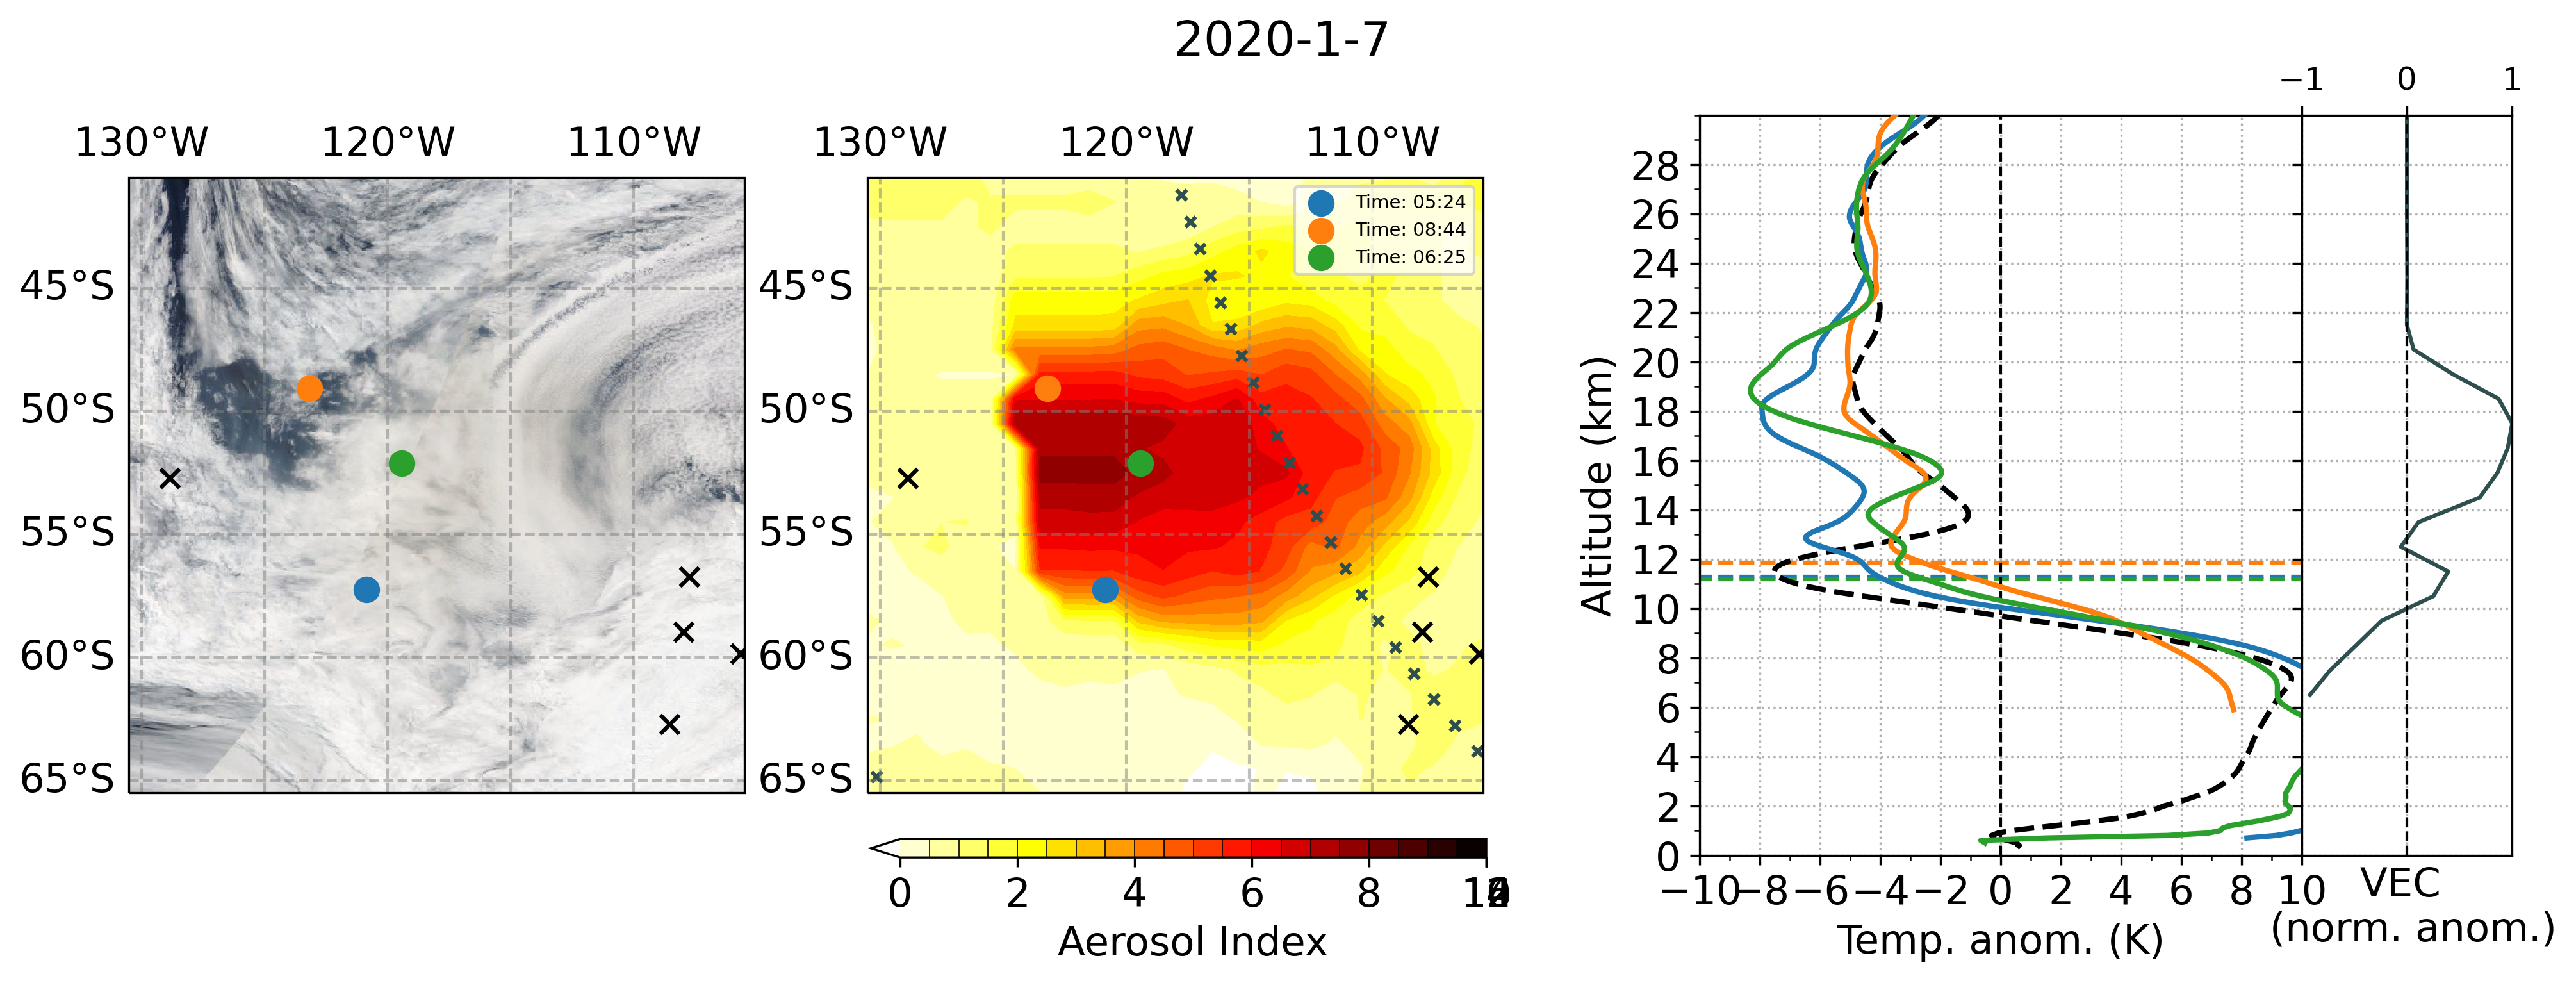 2020-1-7
130°W 120°W 110°W
45°S
50°S
55°S
60°S
65°S
130°W 120°W 110°W
45°S
50°S
55°S
60°S
65°S
Time: 05:24
Time: 08:44
Time: 06:25
0 2 4 6 8
Aerosol Index
−1 0 1
28
26
24
22
20
18
16
14
12
10
8
6
4
2
0
Altitude (km)
−10 −8 −6 −4 −2 0 2 4 6 8 10
Temp. anom. (K)
VEC
(norm. anom.)